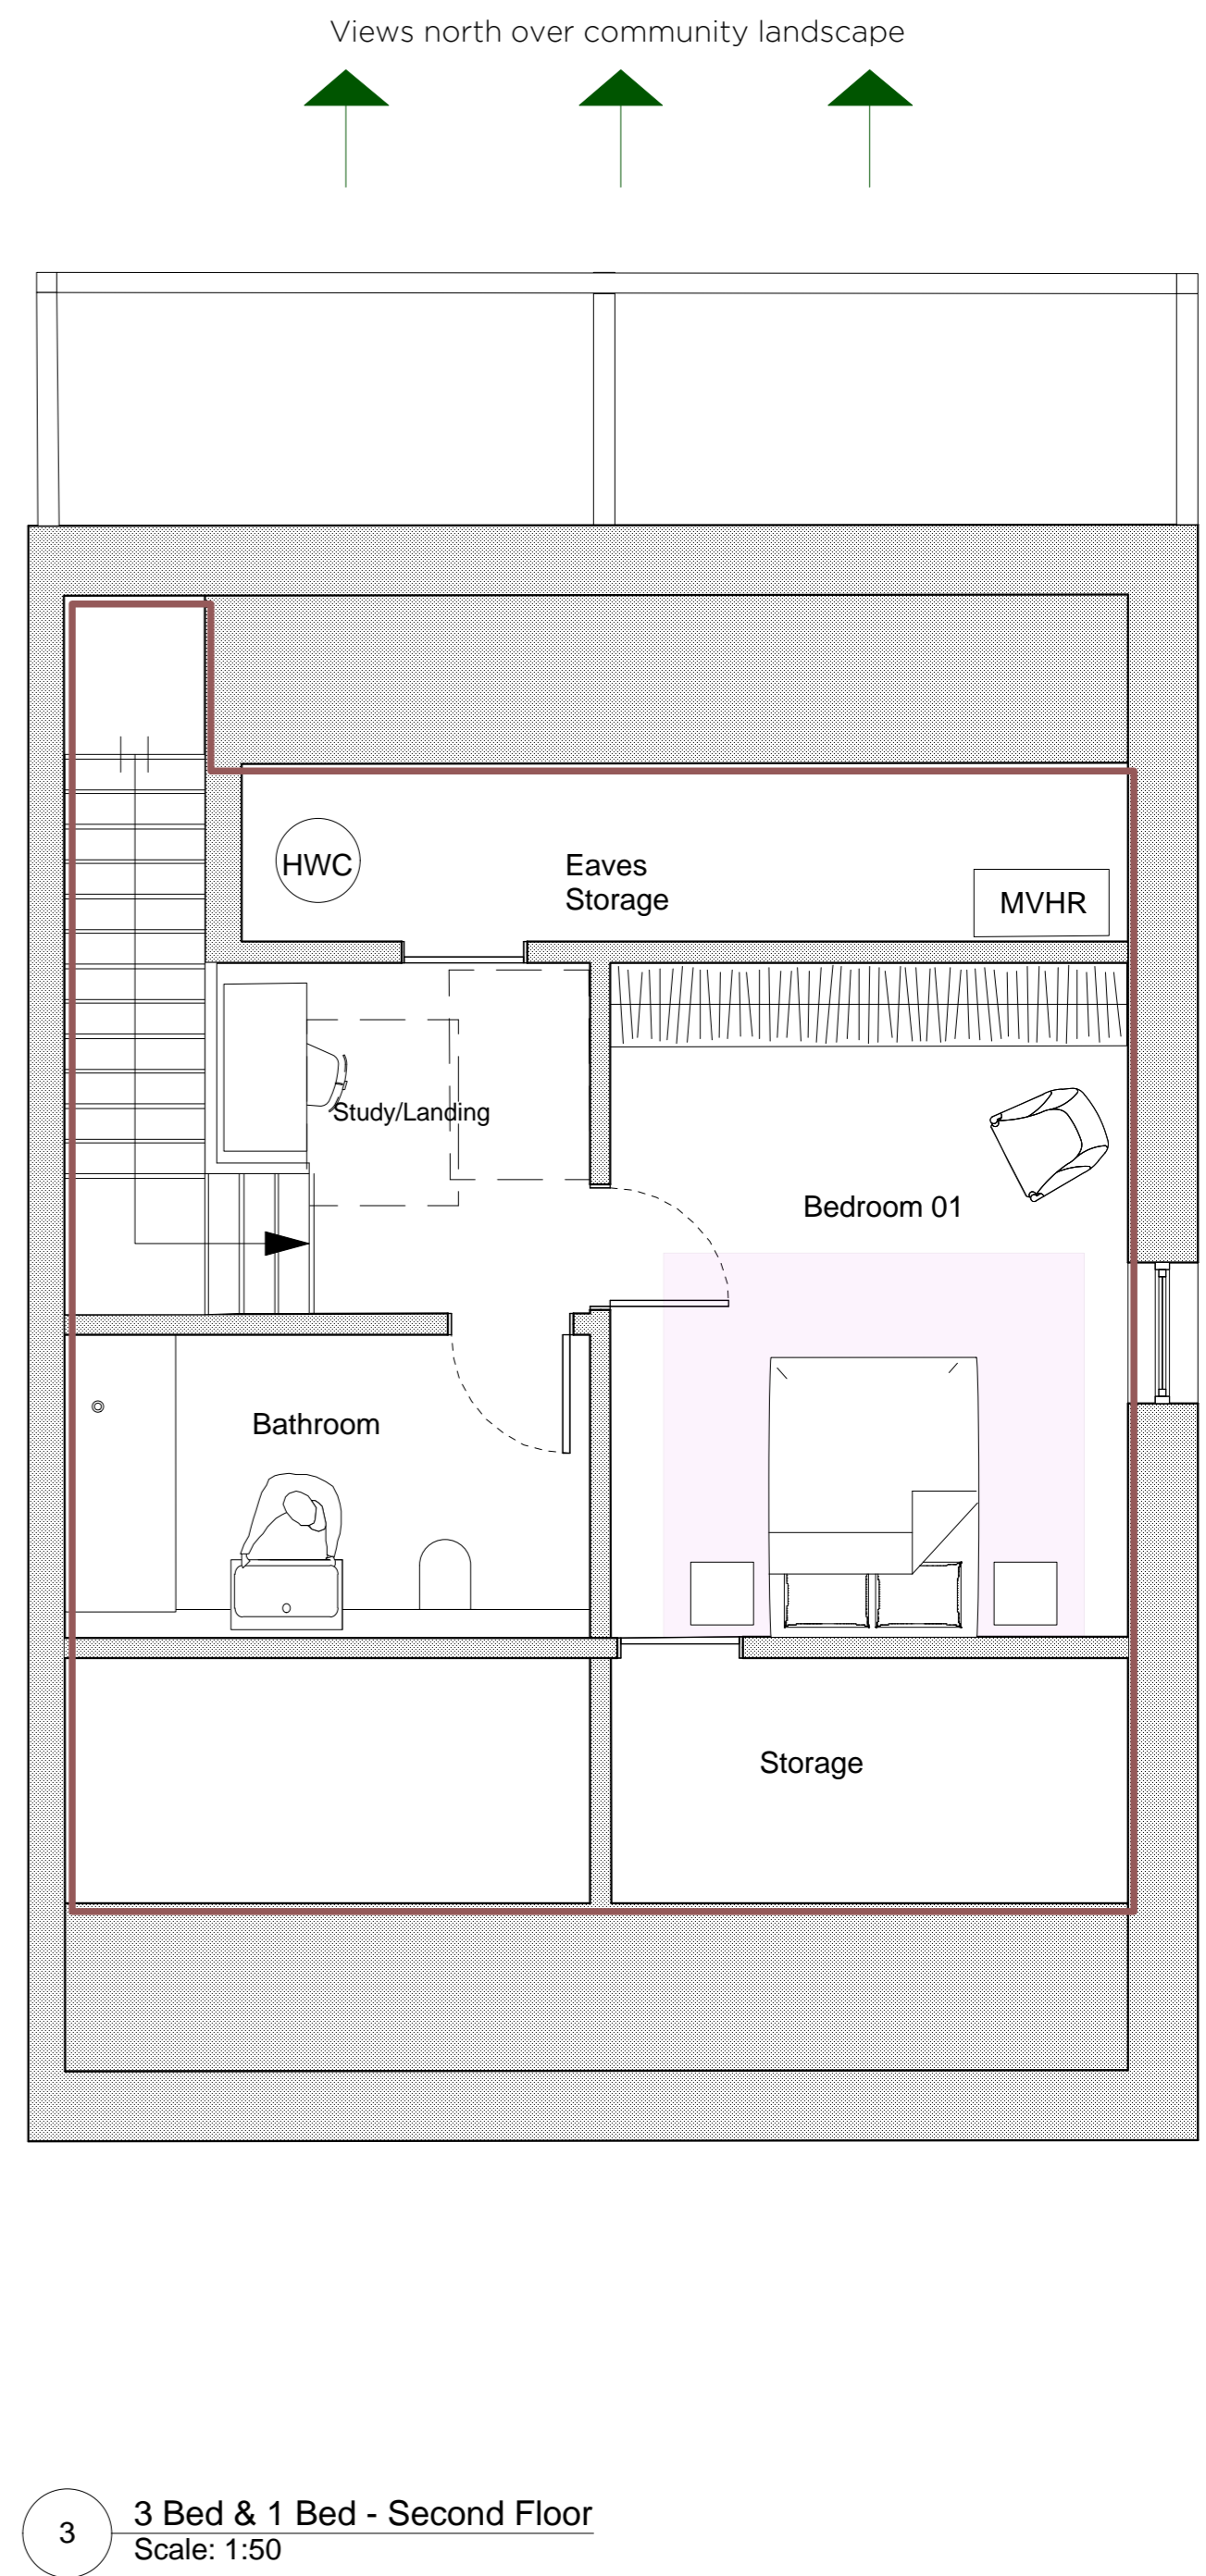 Views north over community landscape
HWC
Eaves
Storage
MVHR
Study/Landing
Bedroom 01
Bathroom
Storage
3
3 Bed & 1 Bed - Second Floor
Scale: 1:50